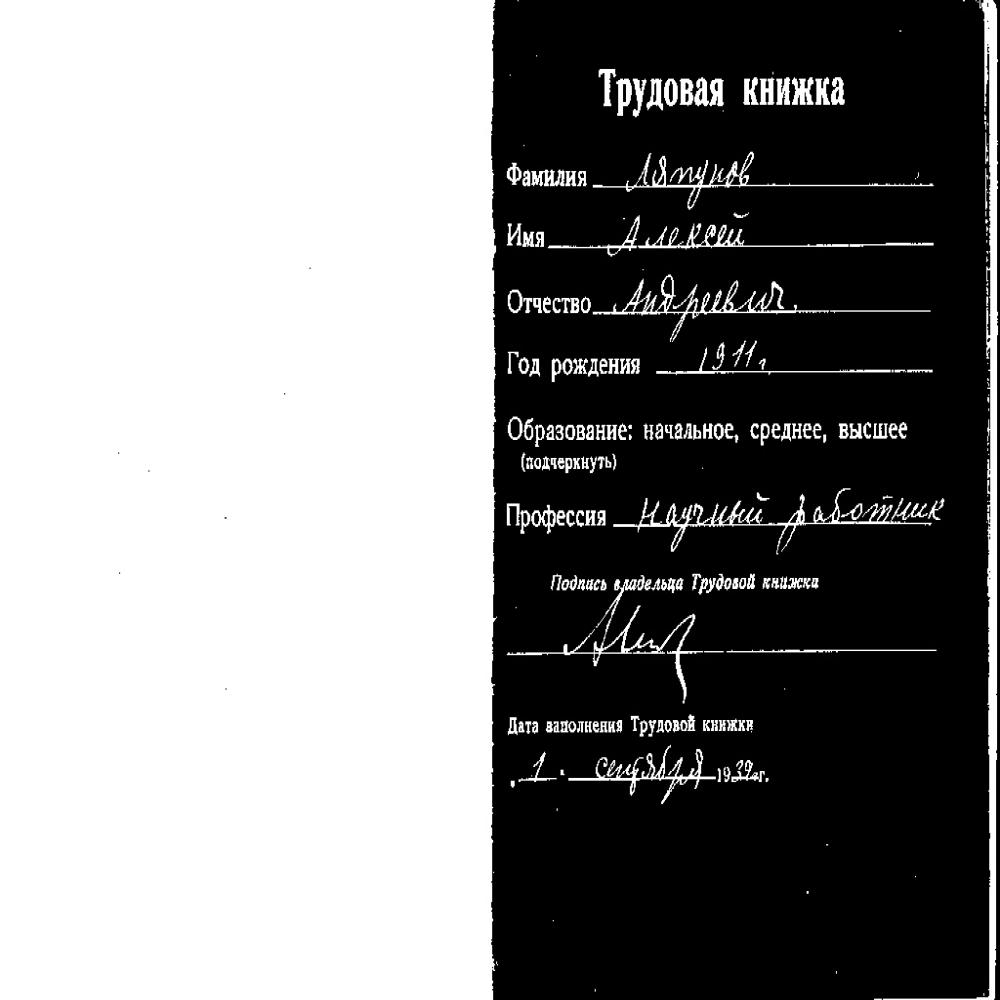 Трудовая книжка
Фамилия Ляпунов
Имя Алексей
Отчество Андреевич.
Год рождения 1911 г
Образование: начальное, среднее, высшее
(подчеркнуть)
Профессия Научный работник
Подпись владельца Трудовой книжки
Дата заполнения Трудовой книжки
1 . сентября 1939 г.